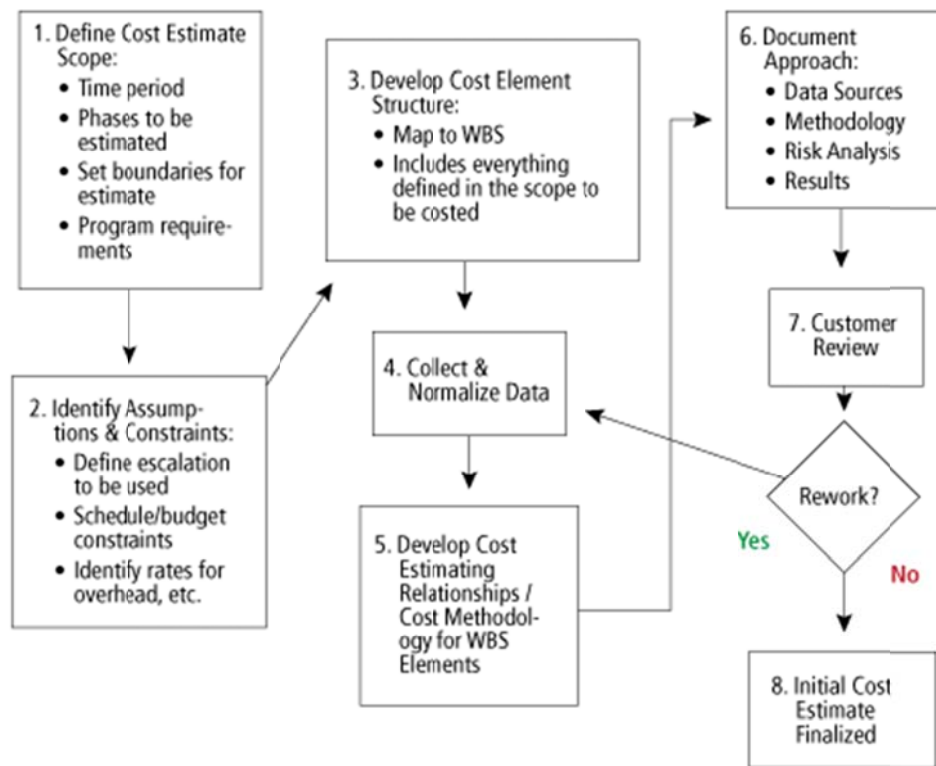 1. Define Cost Estimate
Scope:
• Time period
• Phases to be
estimated
• Set boundaries for
estimate
• Program require-
ments
2. Identify Assump-
tions & Constraints:
• Define escalation
to be used
• Schedule/budget
constraints
• Identify rates for
overhead, etc.
3. Develop Cost Element
Structure:
• Map to WBS
• Includes everything
defined in the scope to
be costed
4. Collect &
Normalize Data
5. Develop Cost
Estimating
Relationships /
Cost Methodol-
ogy for WBS
Elements
6. Document
Approach:
• Data Sources
• Methodology
• Risk Analysis
• Results
7. Customer
Review
Rework?
Yes
No
8. Initial Cost
Estimate
Finalized